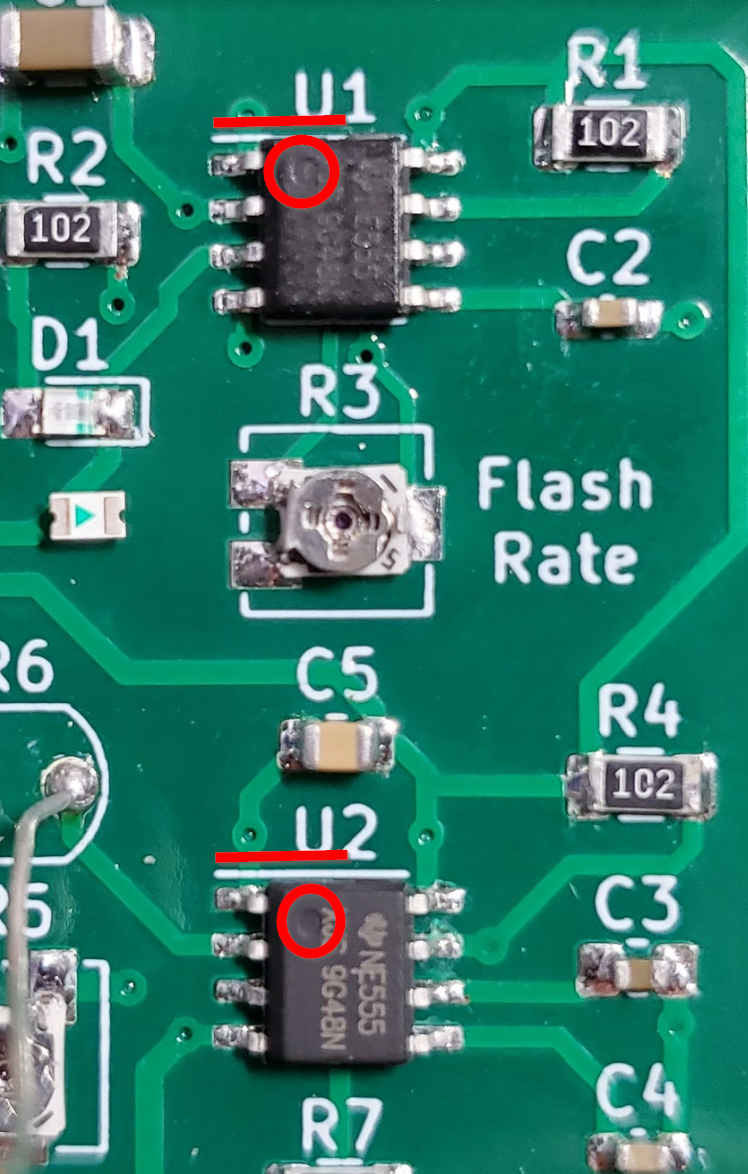 U1
R1
102
R2
102
C2
D1
R3
Flash
Rate
R6
C5
R4
102
U2
NE555
9G48N
C3
C4
R7